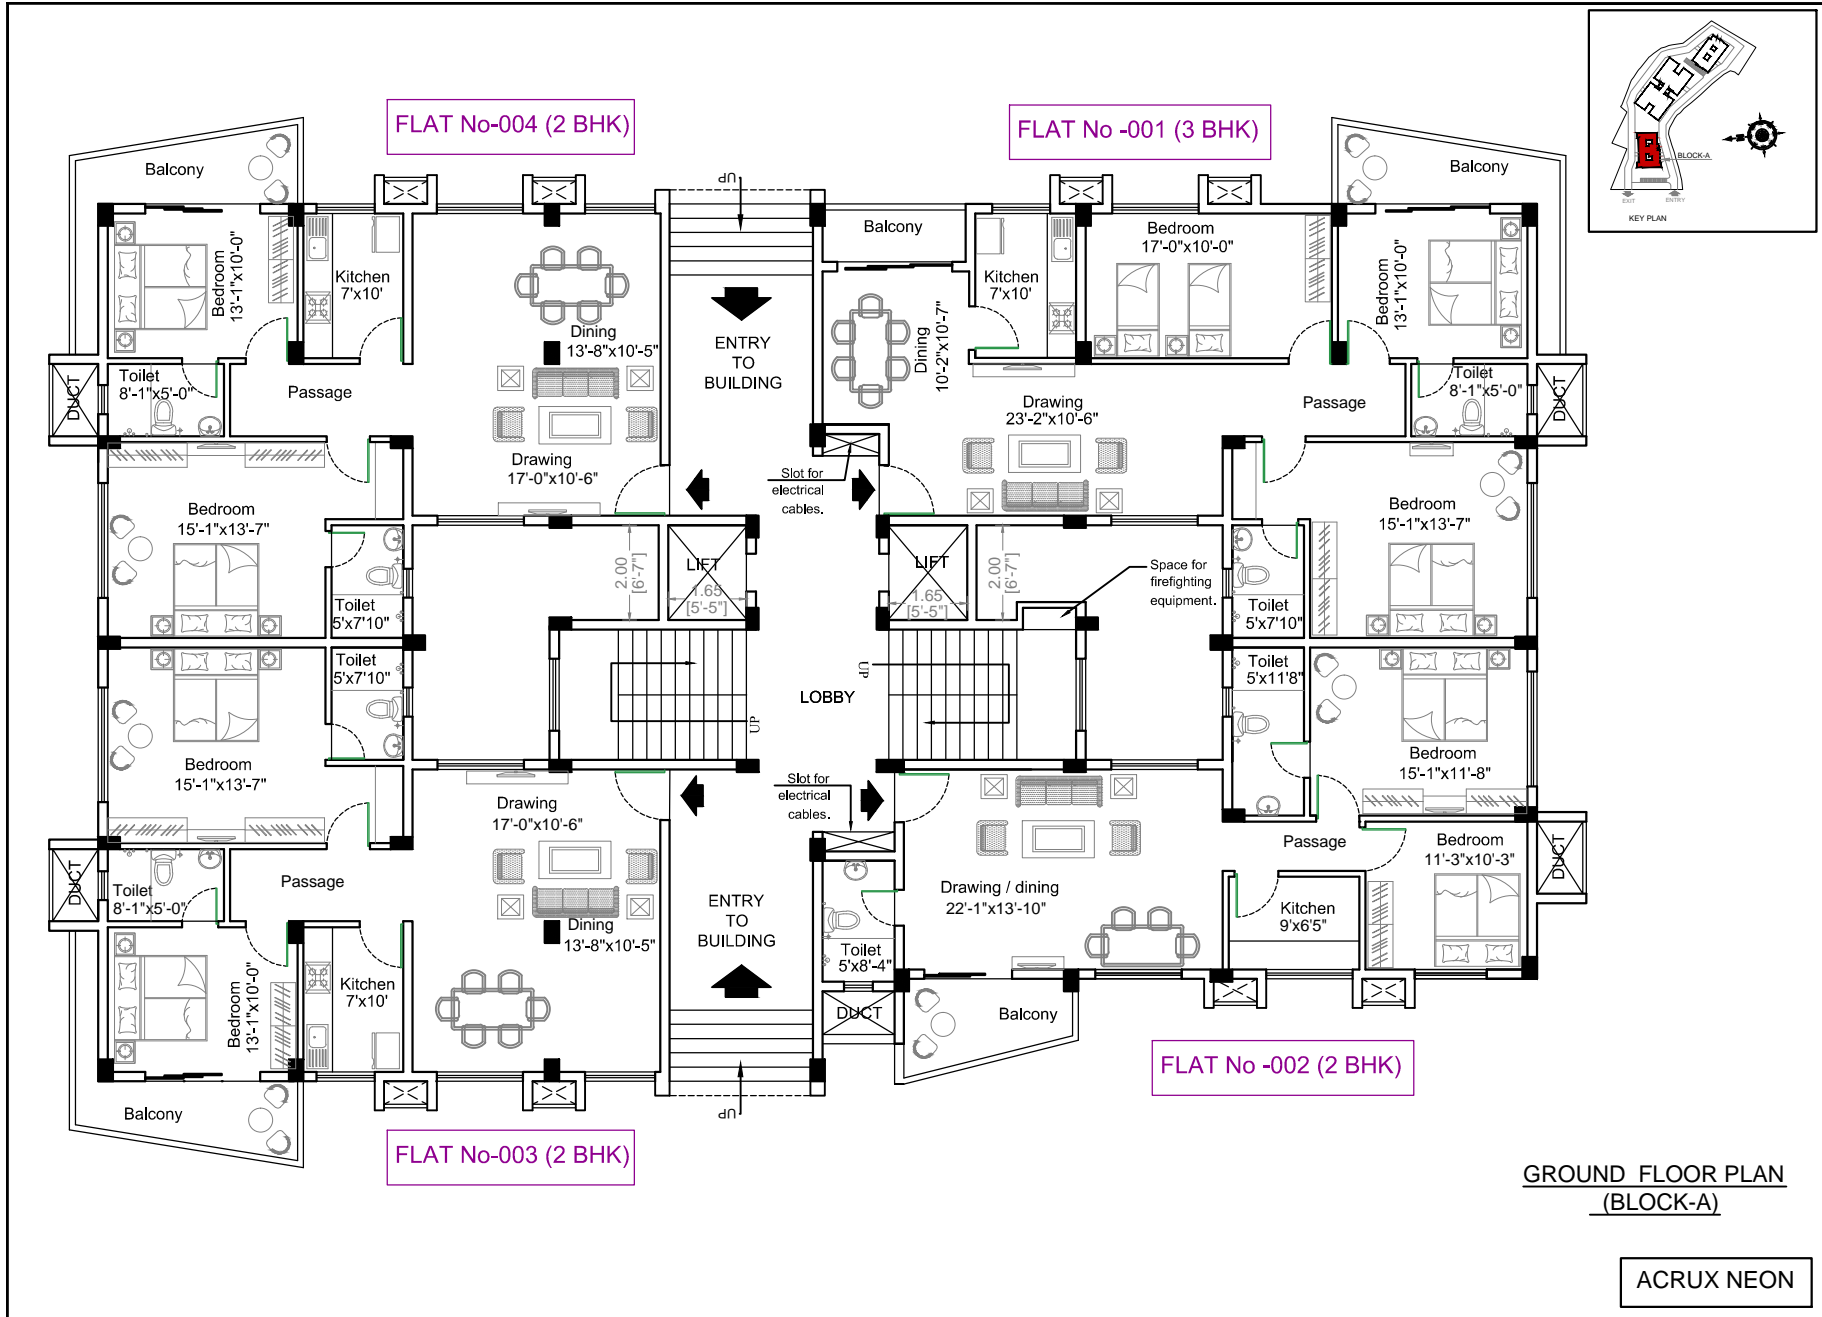 FLAT No-004 (2 BHK)
FLAT No -001 (3 BHK)
BLOCK-A
EXIT
ENTRY
KEY PLAN
Balcony
Bedroom
13'-1"x10'-0"
Kitchen
7'x10'
Dining
13'-8"x10'-5"
Toilet
8'-1"x5'-0"
DUCT
Passage
Drawing
17'-0"x10'-6"
Bedroom
15'-1"x13'-7"
Toilet
5'x7'10"
UP
ENTRY
TO
BUILDING
Slot for
electrical
cables.
Balcony
Dining
10'-2"x10'-7"
Kitchen
7'x10'
Bedroom
17'-0"x10'-0"
Balcony
Bedroom
13'-1"x10'-0"
Drawing
23'-2"x10'-6"
Passage
Toilet
8'-1"x5'-0"
DUCT
Bedroom
15'-1"x13'-7"
Toilet
5'x7'10"
2.00
[6'-7"]
LIFT
1.65
[5'-5"]
LIFT
1.65
[5'-5"]
2.00
[6'-7"]
Space for
firefighting
equipment.
UP
LOBBY
UP
Toilet
5'x7'10"
Bedroom
15'-1"x13'-7"
Drawing
17'-0"x10'-6"
DUCT
Toilet
8'-1"x5'-0"
Passage
Dining
13'-8"x10'-5"
Bedroom
13'-1"x10'-0"
Kitchen
7'x10'
Balcony
Slot for
electrical
cables.
ENTRY
TO
BUILDING
UP
Toilet
5'x11'8"
Bedroom
15'-1"x11'-8"
Passage
Bedroom
11'-3"x10'-3"
DUCT
Drawing / dining
22'-1"x13'-10"
Kitchen
9'x6'5"
Toilet
5'x8'-4"
DUCT
Balcony
FLAT No -002 (2 BHK)
FLAT No-003 (2 BHK)
GROUND FLOOR PLAN
(BLOCK-A)
ACRUX NEON